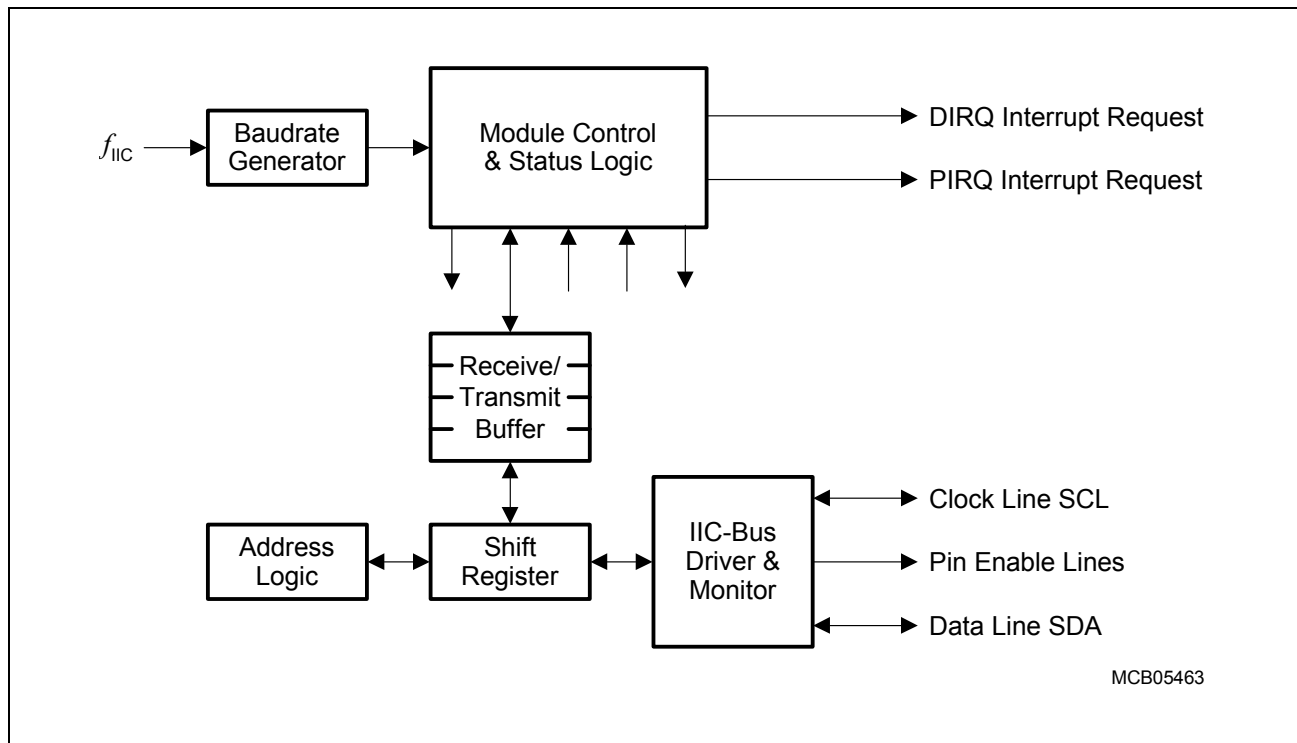 f IIC
Baudrate
Generator
Module Control
& Status Logic
DIRQ Interrupt Request
PIRQ Interrupt Request
Receive/
Transmit
Buffer
Address
Logic
Shift
Register
IIC-Bus
Driver &
Monitor
Clock Line SCL
Pin Enable Lines
Data Line SDA
MCB05463